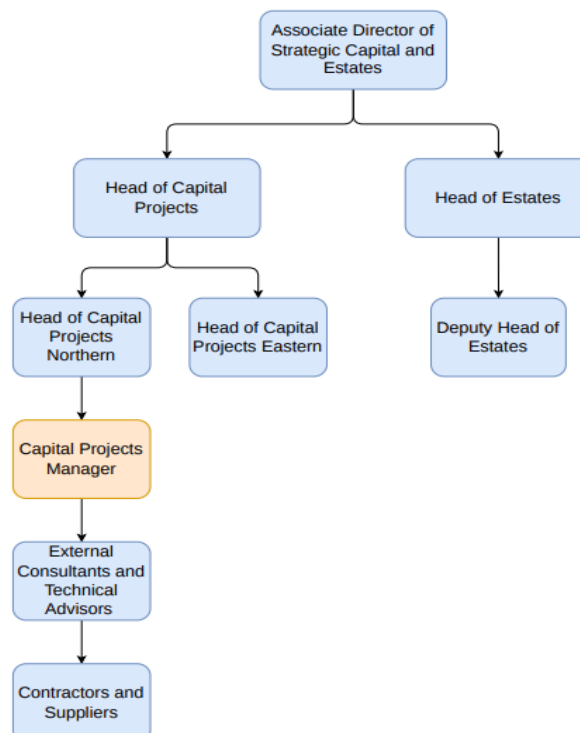 Associate Director of
Strategic Capital and
Estates
Head of Capital
Projects
Head of Estates
Head of Capital
Projects
Northern
Head of Capital
Projects Eastern
Deputy Head of
Estates
Capital Projects
Manager
External
Consultants and
Technical
Advisors
Contractors and
Suppliers